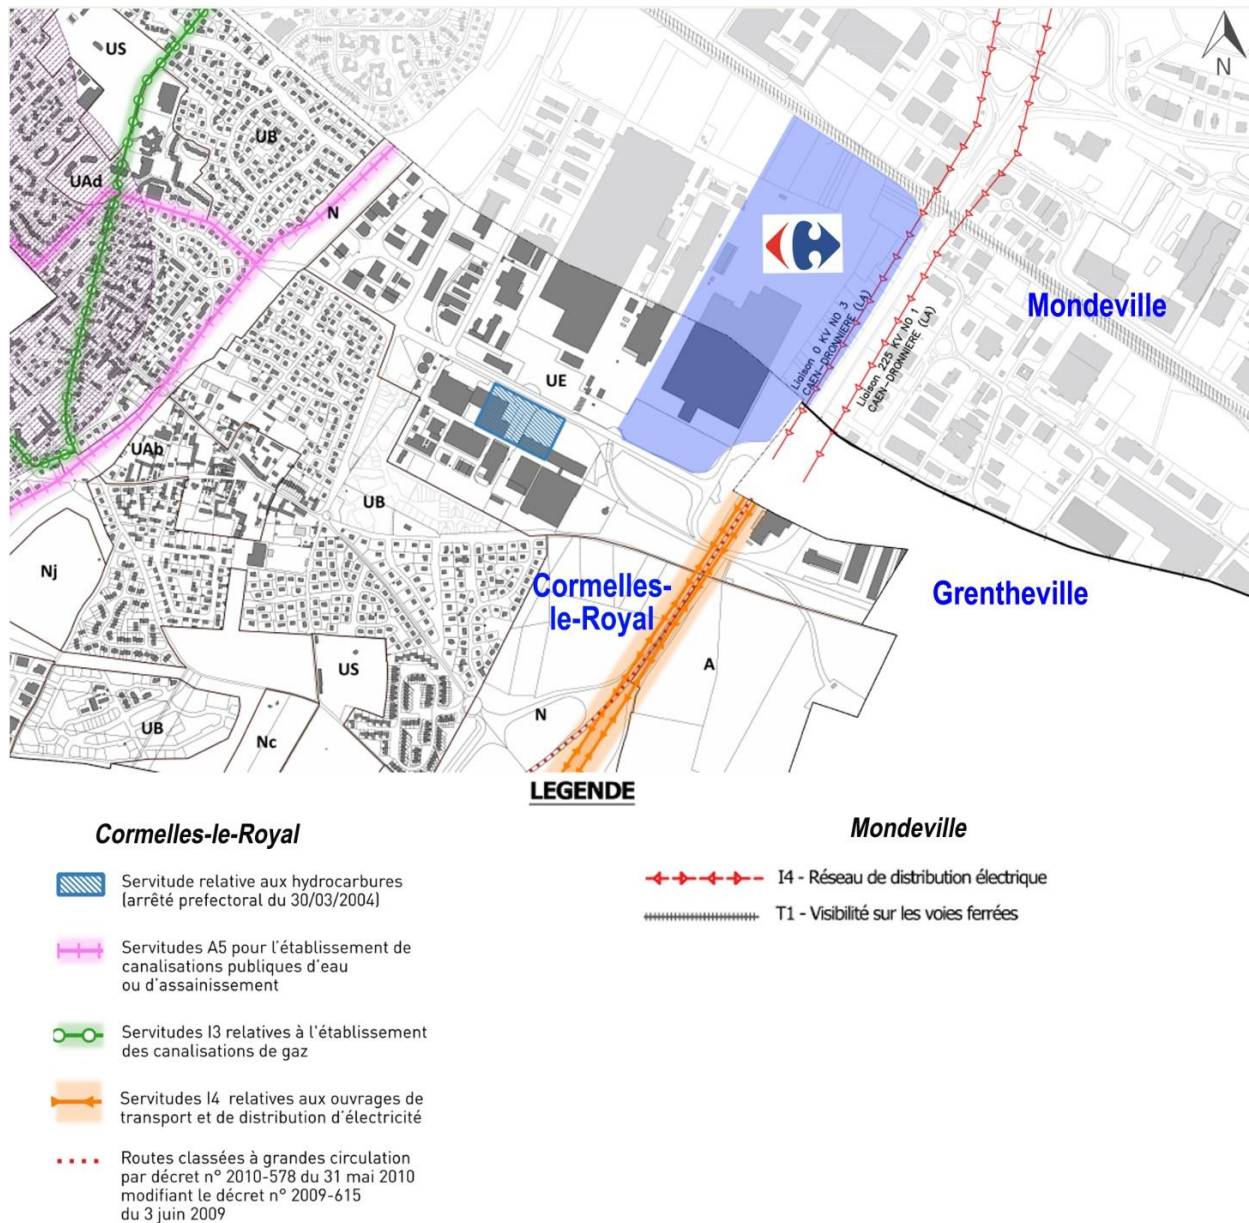 US
UB
UAd
N
N
Mondeville
Liaison 0 KV NO 3
CAEN-DRONNIERE (LA)
Liaison 225 KV NO 1
CAEN-DRONNIERE (LA)
UE
UAb
UB
Nj
Cormelles-
le-Royal
Grentheville
US
A
N
UB
Nc
LEGENDE
Cormelles-le-Royal
Servitude relative aux hydrocarbures
(arrêté prefectoral du 30/03/2004)
Servitudes A5 pour l'établissement de
canalisations publiques d'eau
ou d'assainissement
Servitudes I3 relatives à l'établissement
des canalisations de gaz
Servitudes I4 relatives aux ouvrages de
transport et de distribution d'électricité
Routes classées à grandes circulation
par décret n° 2010-578 du 31 mai 2010
modifiant le décret n° 2009-615
du 3 juin 2009
Mondeville
I4 - Réseau de distribution électrique
T1 - Visibilité sur les voies ferrées